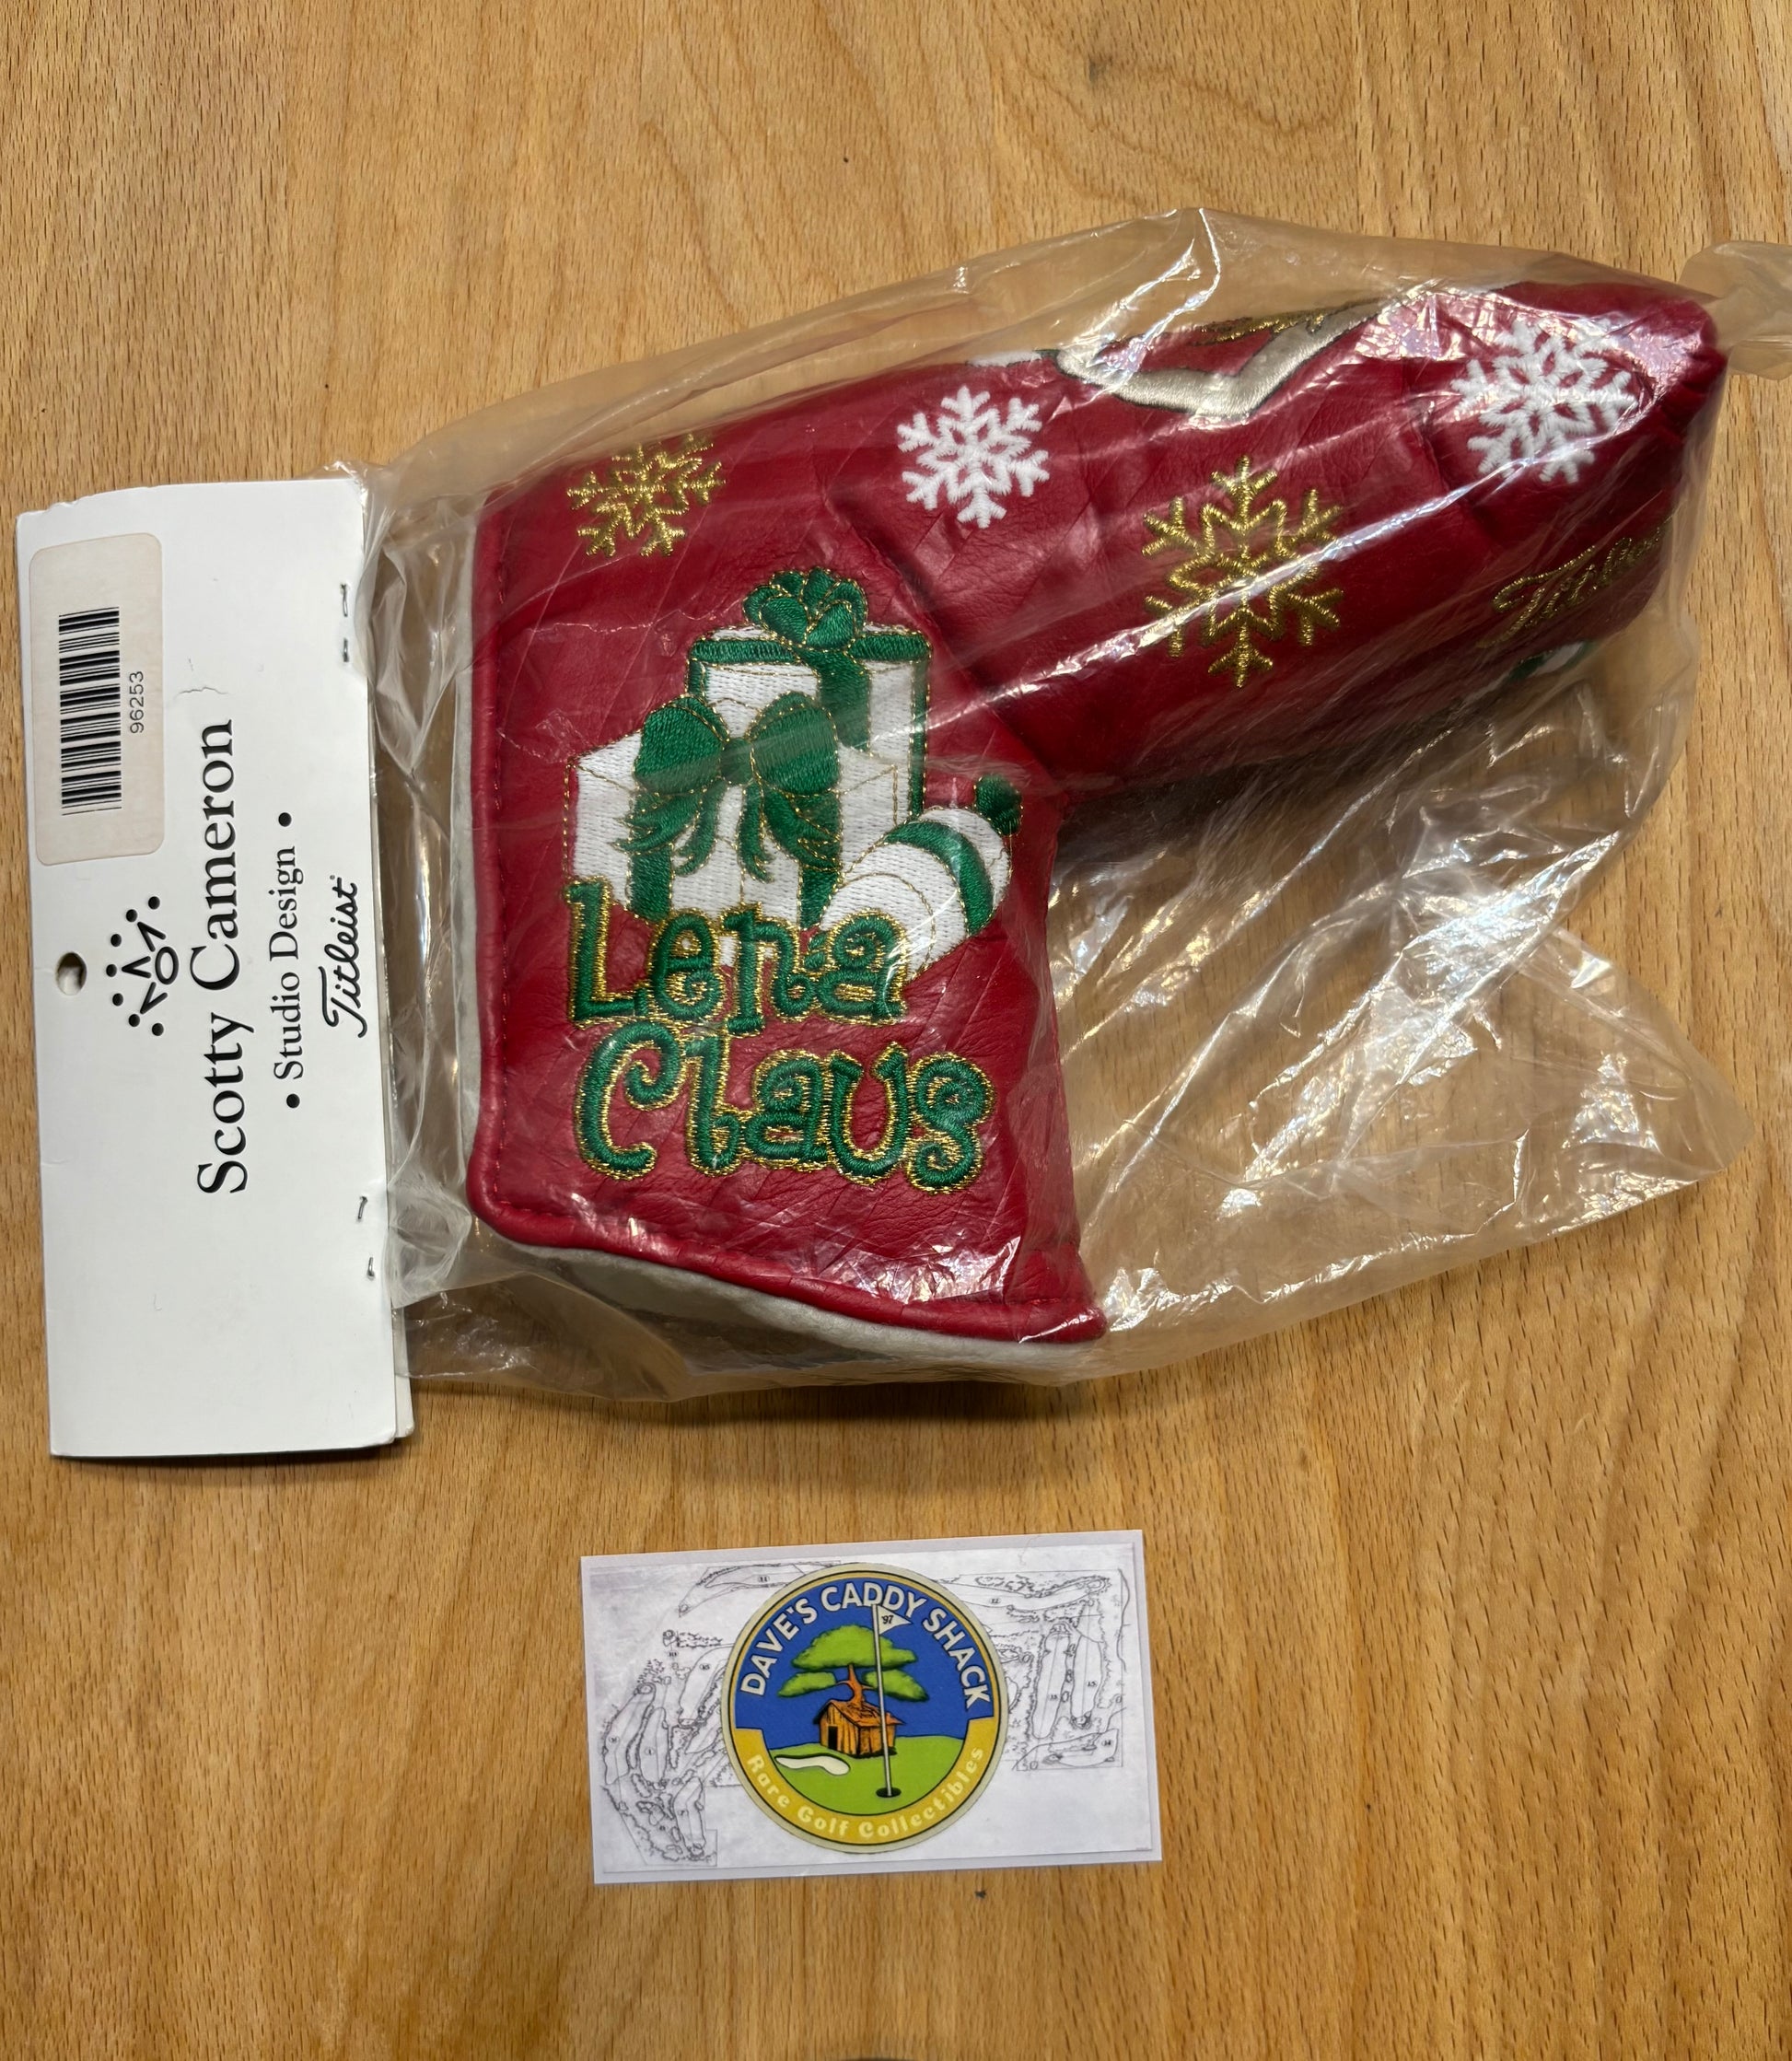 96253
Scotty Cameron
• Studio Design •
Titleist
Titleist
Lena
Claus
DAVE'S CADDY SHACK
'97
Rare Golf Collectibles